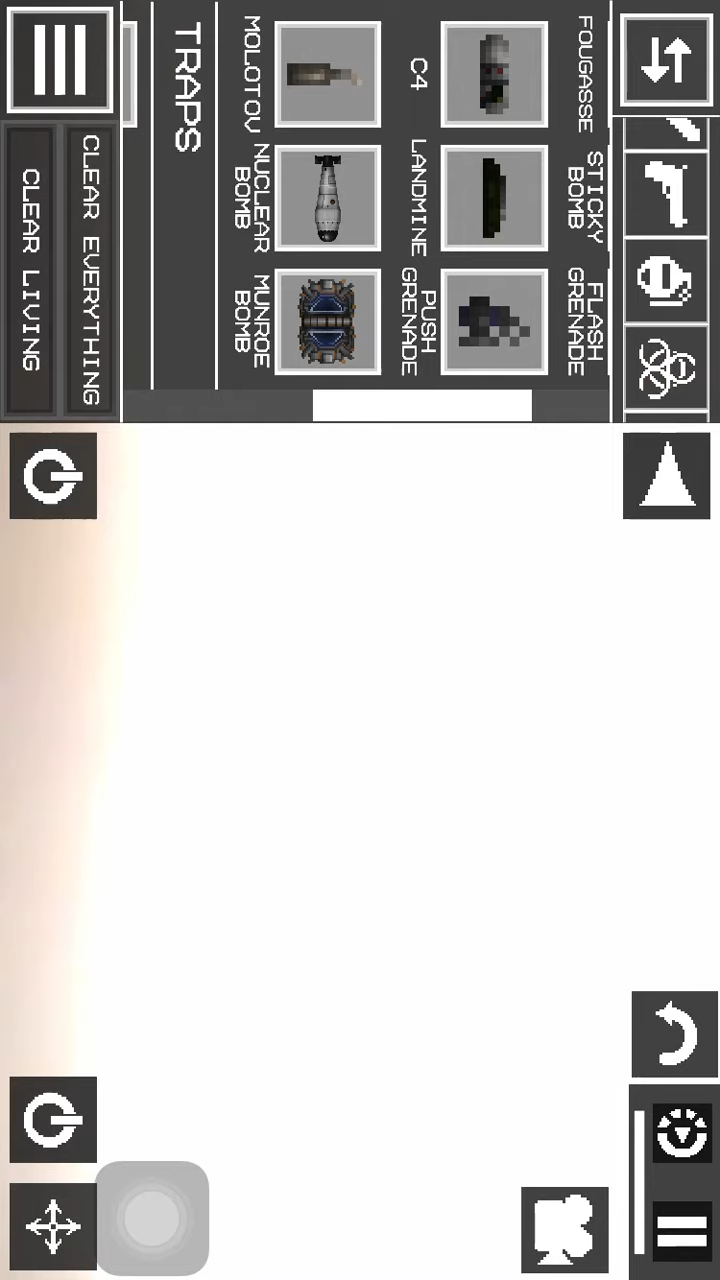 FOUGASSE
STICKY
BOMB
FLASH
GRENADE
C4
LANDMINE
PUSH
GRENADE
MOLOTOV
NUCLEAR
BOMB
MUNROE
BOMB
TRAPS
CLEAR EVERYTHING
CLEAR LIVING